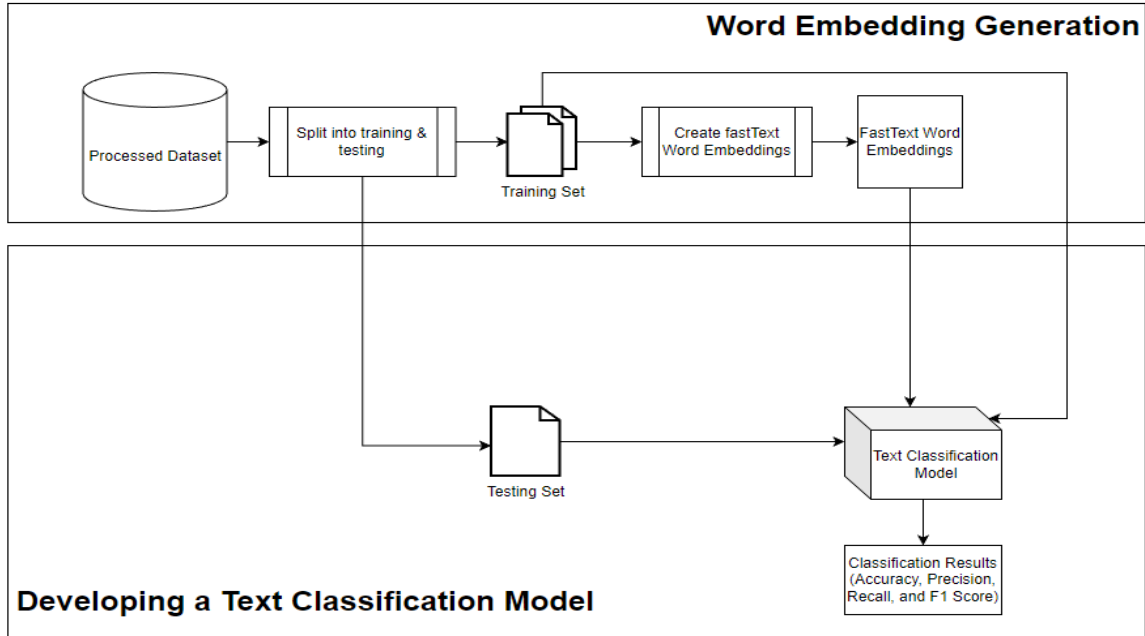 Word Embedding Generation
Processed Dataset
Split into training &
testing
Training Set
Create fastText
Word Embeddings
FastText Word
Embeddings
Testing Set
Text Classification
Model
Classification Results
(Accuracy, Precision,
Recall, and F1 Score)
Developing a Text Classification Model